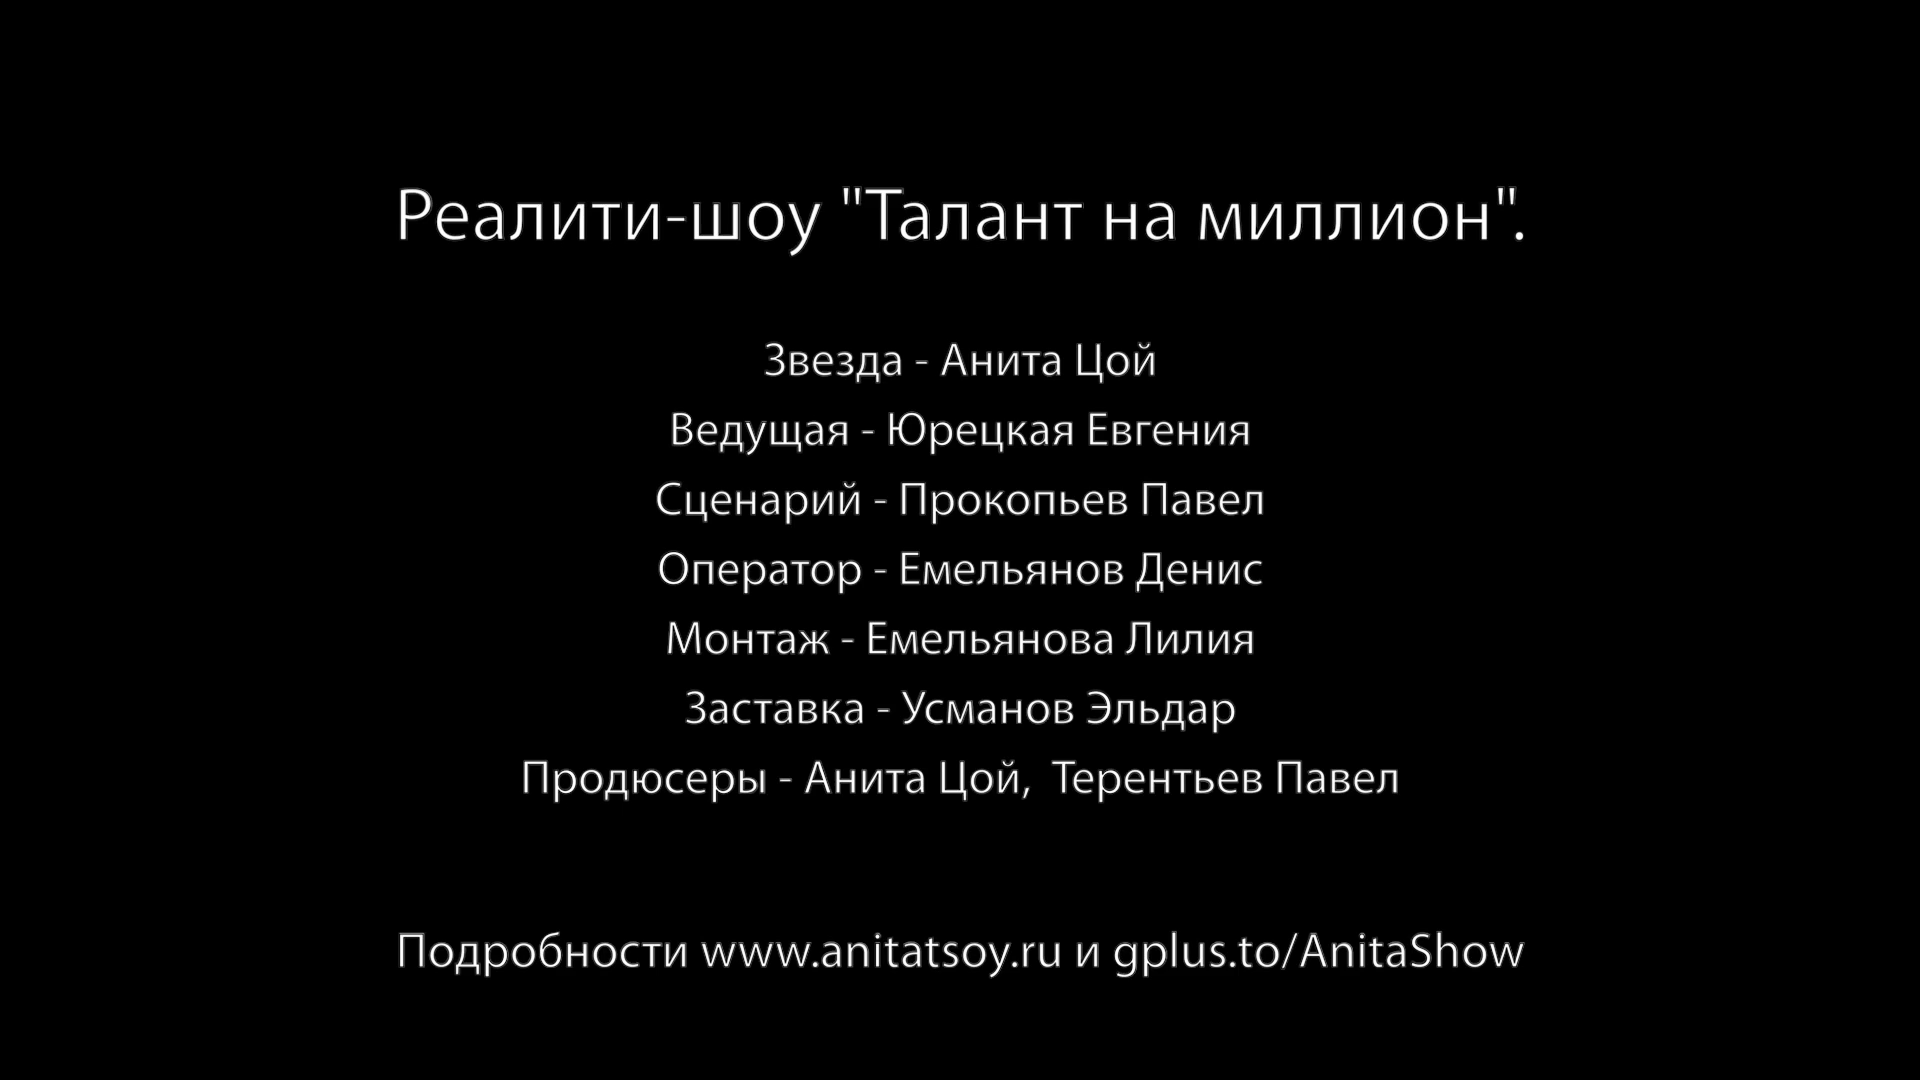 Реалити-шоу "Талант на миллион".
Звезда - Анита Цой
Ведущая - Юрецкая Евгения
Сценарий - Прокопьев Павел
Оператор - Емельянов Денис
Монтаж - Емельянова Лилия
Заставка - Усманов Эльдар
Продюсеры - Анита Цой,  Терентьев Павел
Подробности www.anitatsoy.ru и gplus.to/AnitaShow